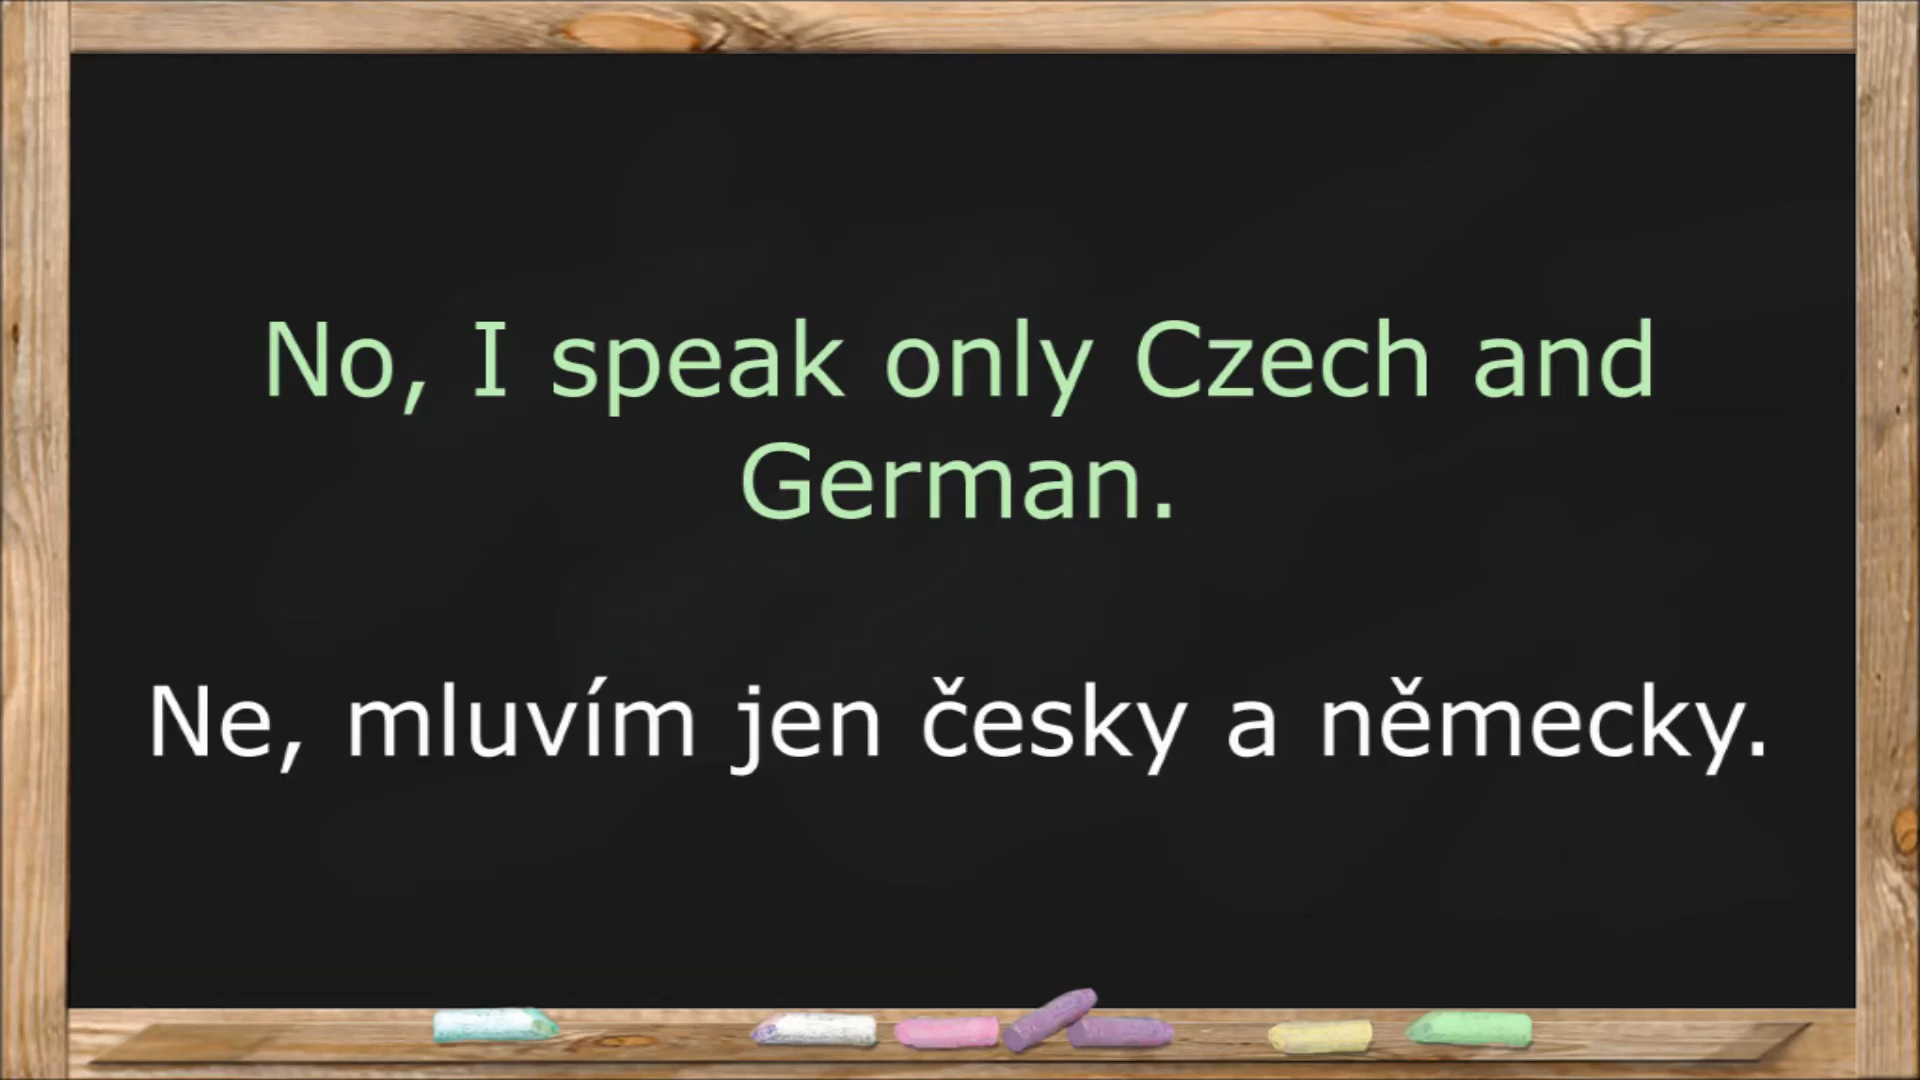 No, I speak only Czech and
German.
Ne, mluvím jen česky a německy.